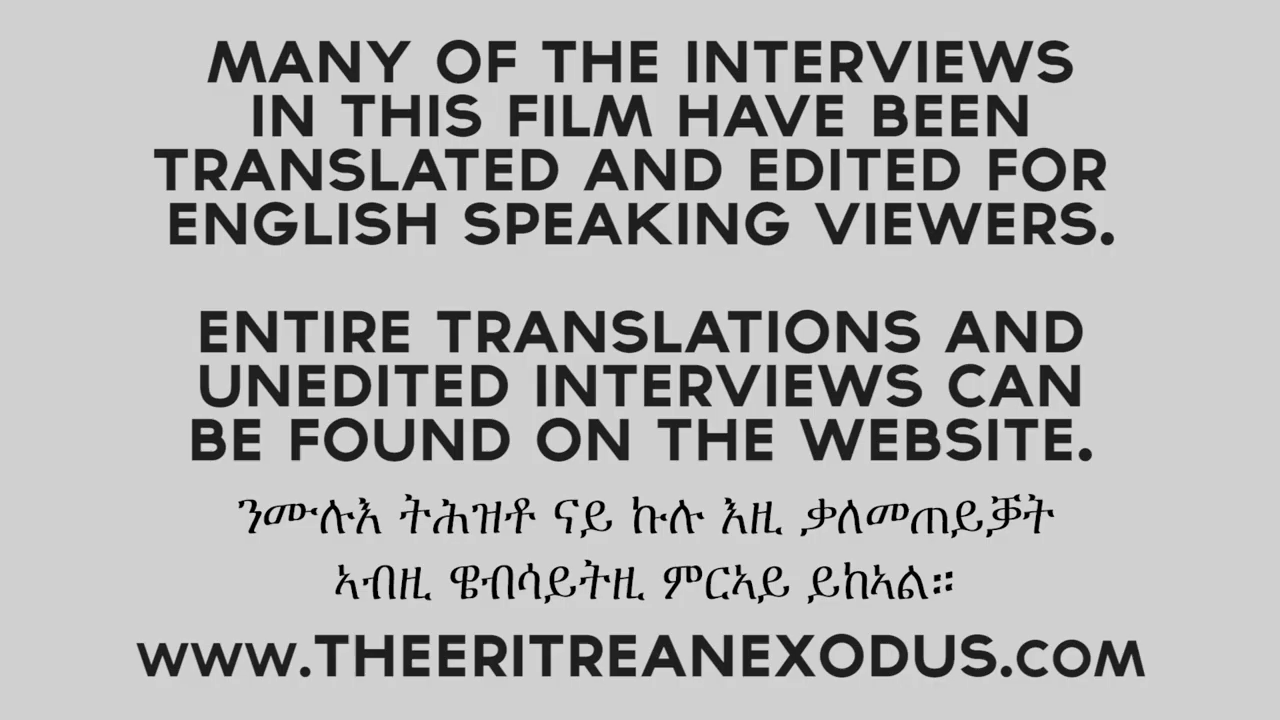 MANY OF THE INTERVIEWS
IN THIS FILM HAVE BEEN
TRANSLATED AND EDITED FOR
ENGLISH SPEAKING VIEWERS.
ENTIRE TRANSLATIONS AND
UNEDITED INTERVIEWS CAN
BE FOUND ON THE WEBSITE.
ንሙሉእ ትሕዝቶ ናይ ኩሉ እዚ ቃለመጠይቓት
ኣብዚ ዌብሳይትዚ ምርኣይ ይከኣል።
WWW.THEERITREANEXODUS.COM